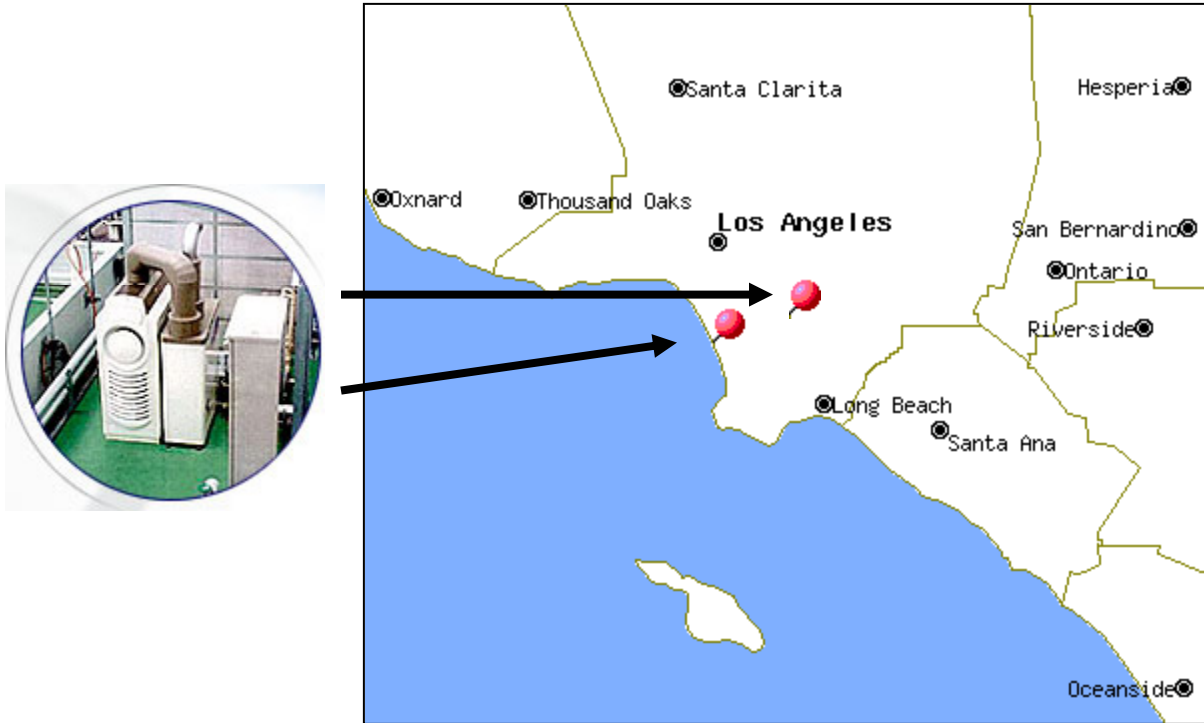 Santa Clarita
Hesperia
Oxnard
Thousand Oaks
Los Angeles
San Bernardino
Ontario
Riverside
Long Beach
Santa Ana
Oceanside